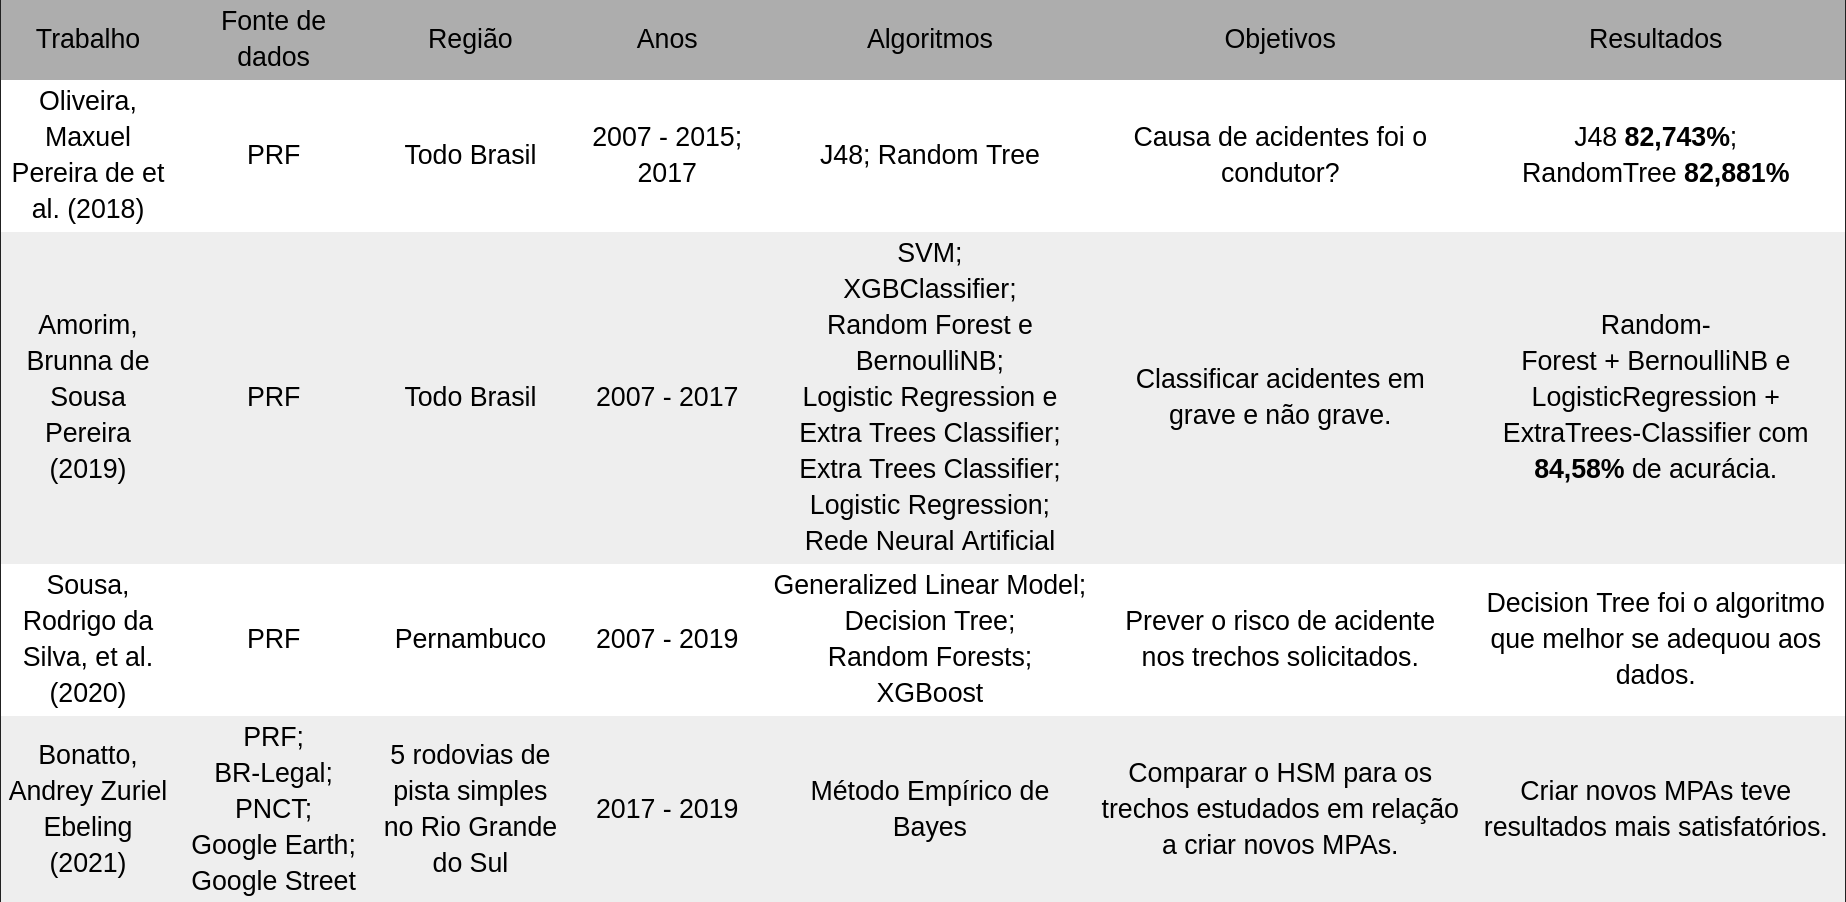 Trabalho
Fonte de
dados
Região
Anos
Algoritmos
Objetivos
Resultados
Oliveira,
Maxuel
Pereira de et
al. (2018)
PRF
Todo Brasil
2007 - 2015;
2017
J48; Random Tree
Causa de acidentes foi o
condutor?
J48 82,743%;
RandomTree 82,881%
Amorim,
Brunna de
Sousa
Pereira
(2019)
PRF
Todo Brasil
2007 - 2017
SVM;
XGBClassifier;
Random Forest e
BernoulliNB;
Logistic Regression e
Extra Trees Classifier;
Extra Trees Classifier;
Logistic Regression;
Rede Neural Artificial
Classificar acidentes em
grave e não grave.
Random-
Forest + BernoulliNB e
LogisticRegression +
ExtraTrees-Classifier com
84,58% de acurácia.
Sousa,
Rodrigo da
Silva, et al.
(2020)
PRF
Pernambuco
2007 - 2019
Generalized Linear Model;
Decision Tree;
Random Forests;
XGBoost
Prever o risco de acidente
nos trechos solicitados.
Decision Tree foi o algoritmo
que melhor se adequou aos
dados.
Bonatto,
Andrey Zuriel
Ebeling
(2021)
PRF;
BR-Legal;
PNCT;
Google Earth;
Google Street
5 rodovias de
pista simples
no Rio Grande
do Sul
2017 - 2019
Método Empírico de
Bayes
Comparar o HSM para os
trechos estudados em relação
a criar novos MPAs.
Criar novos MPAs teve
resultados mais satisfatórios.